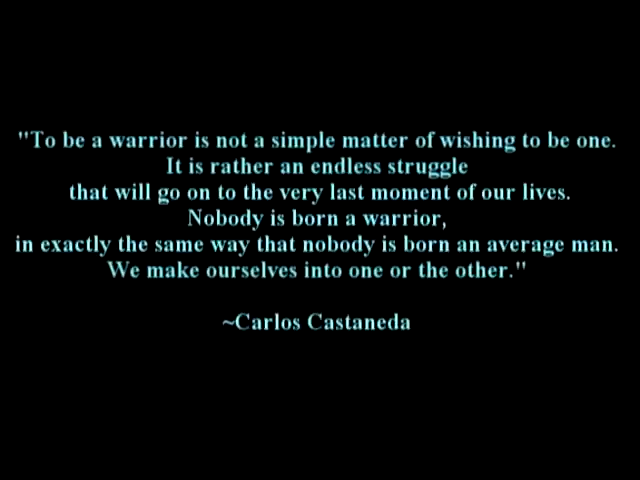 "To be a warrior is not a simple matter of wishing to be one.
It is rather an endless struggle
that will go on to the very last moment of our lives.
Nobody is born a warrior,
in exactly the same way that nobody is born an average man.
We make ourselves into one or the other."
~Carlos Castaneda